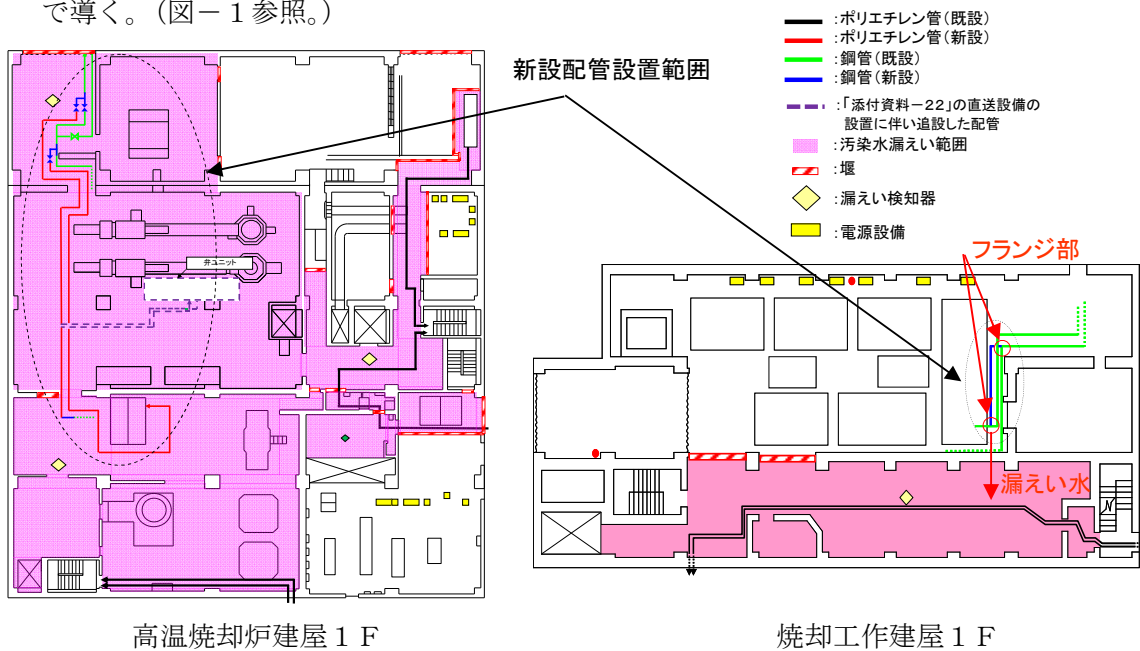 で導く。（図－１参照。）
:ポリエチレン管（既設）
:ポリエチレン管（新設）
:鋼管（既設）
:鋼管（新設）
:「添付資料－22」の直送設備の
設置に伴い追設した配管
:汚染水漏えい範囲
:堰
:漏えい検知器
:電源設備
新設配管設置範囲
弁ユニット
フランジ部
漏えい水
高温焼却炉建屋１Ｆ
焼却工作建屋１Ｆ